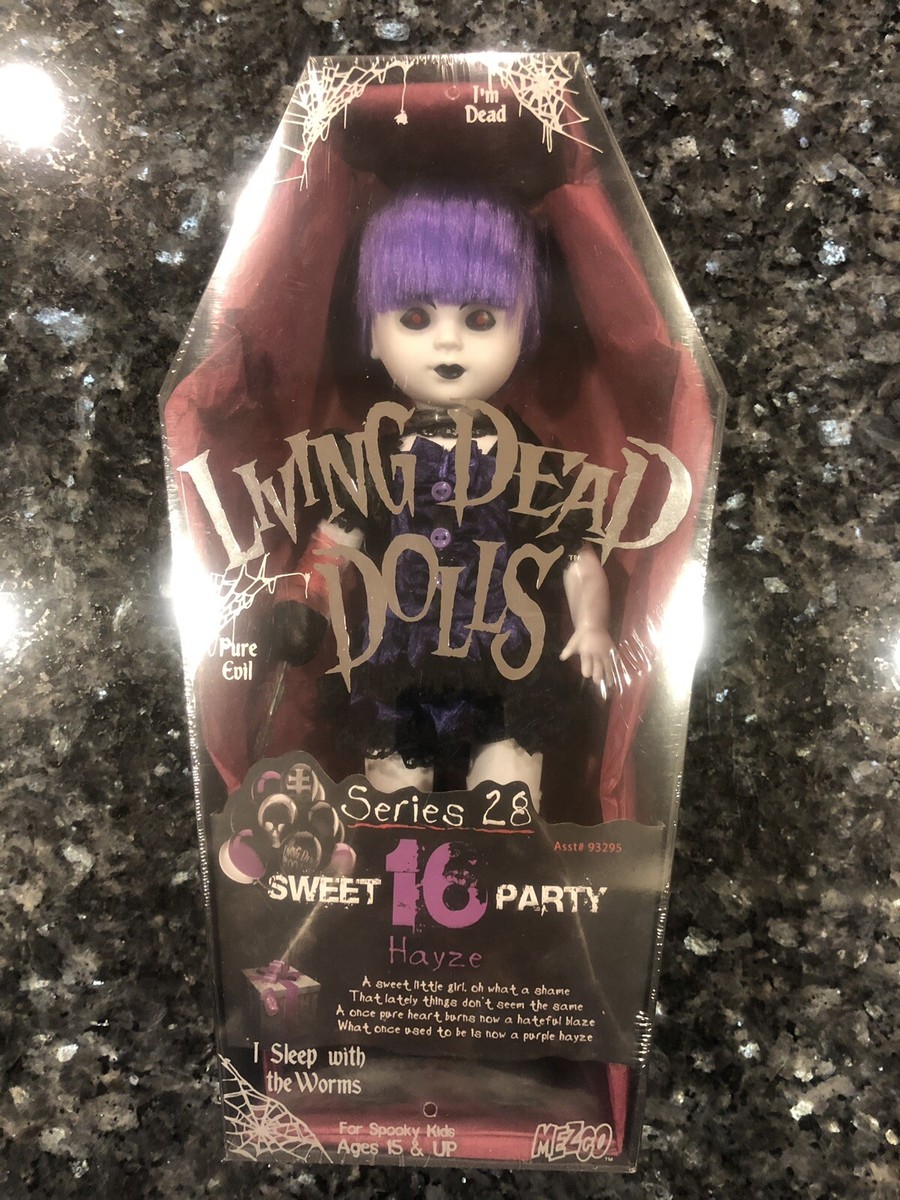 I'm
Dead
LIVING DEAD
DOLLS™
Pure
Evil
Series 28
Asst# 93295
SWEET 16 PARTY
Hayze
A sweet little girl, oh what a shame
That lately things don't seem the same
A once pure heart burns now a hateful blaze
What once used to be is now a purple hayze
I Sleep with
the Worms
For Spooky Kids
Ages 15 & UP
MEZCO™